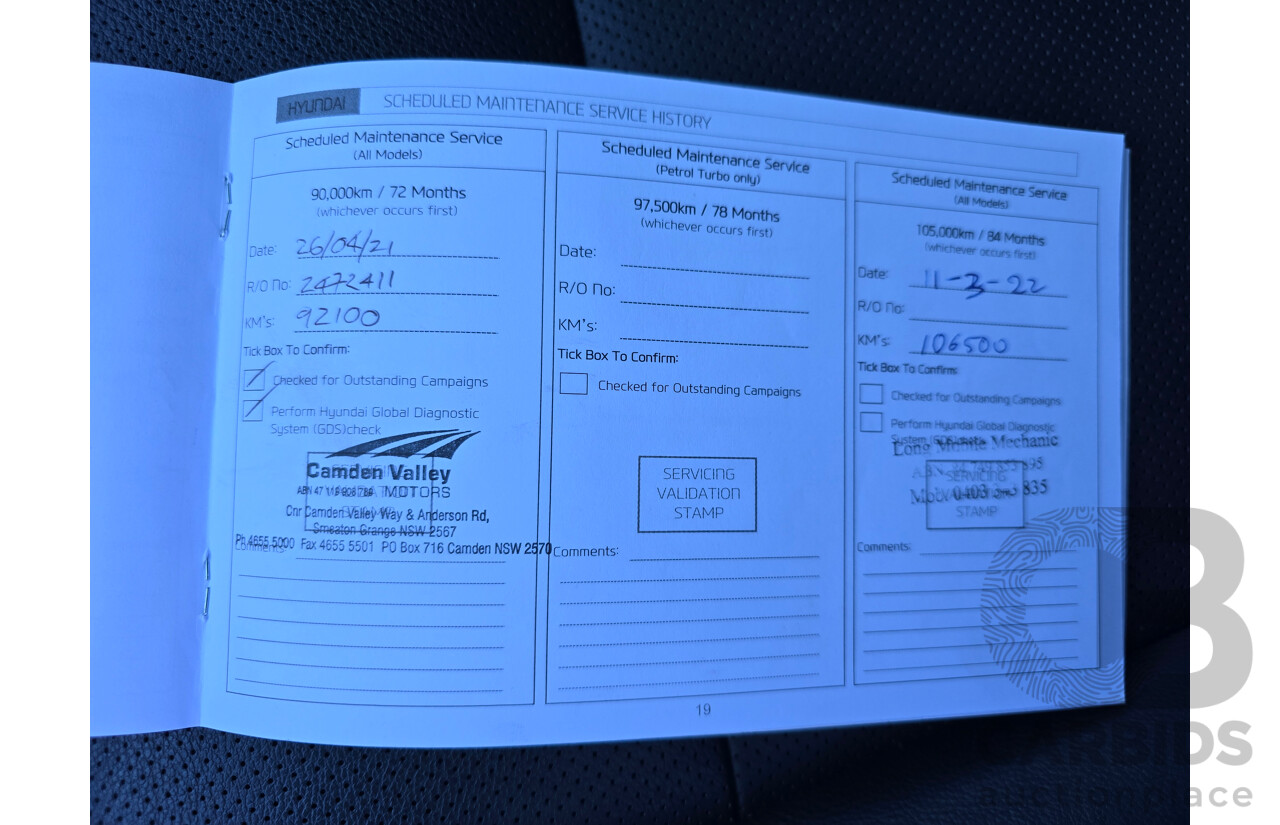 HYUNDAI SCHEDULED MAINTENANCE SERVICE HISTORY
Scheduled Maintenance Service
(All Models)
90,000km / 72 Months
(whichever occurs first)
Date: 26/04/21
R/O No: 2472411
KM's: 92100
Tick Box To Confirm:
Checked for Outstanding Campaigns
Perform Hyundai Global Diagnostic
System (GDS)check
Camden Valley
MOTORS
Cnr Camden Valley Way & Anderson Rd,
Smeaton Grange NSW 2567
Ph 4655 5000 Fax 4655 5501 PO Box 716 Camden NSW 2570
Comments:
Scheduled Maintenance Service
(Petrol Turbo only)
97,500km / 78 Months
(whichever occurs first)
Date:
R/O No:
KM's:
Tick Box To Confirm:
Checked for Outstanding Campaigns
SERVICING
VALIDATION
STAMP
Comments:
Scheduled Maintenance Service
(All Models)
105,000km / 84 Months
(whichever occurs first)
Date: 11-3-22
R/O No:
KM's: 106500
Tick Box To Confirm:
Checked for Outstanding Campaigns
Perform Hyundai Global Diagnostic
Long Mobile Mechanic
SERVICING
STAMP
Comments:
19
CARBIDS
auctionplace